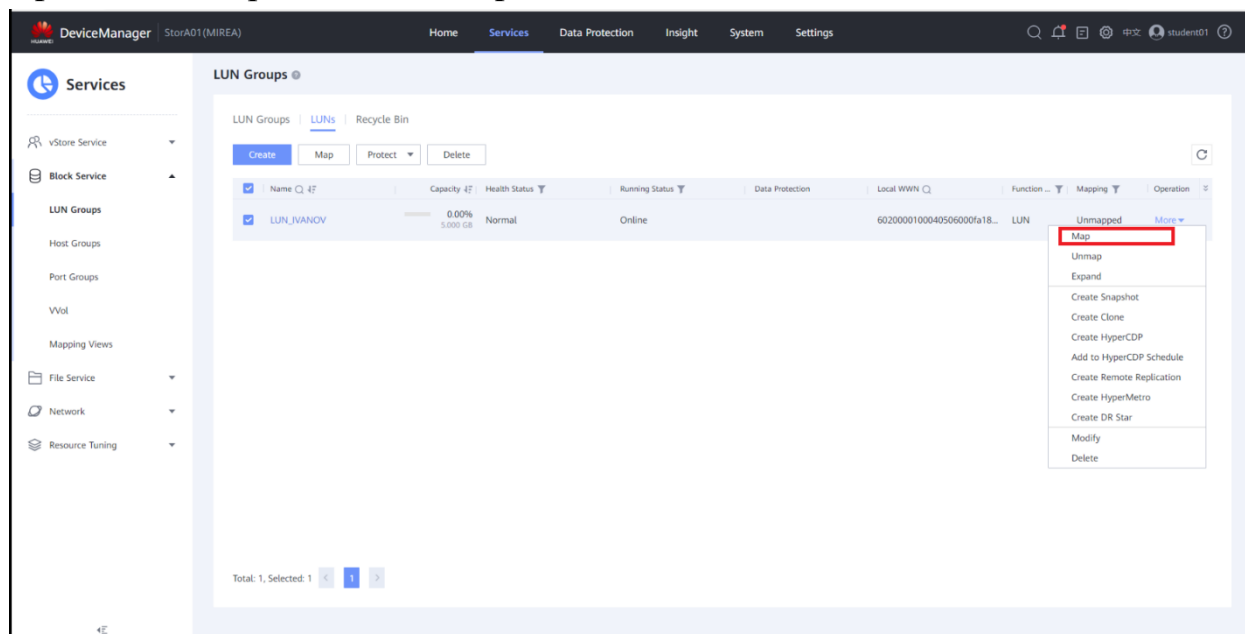 HUAWEI DeviceManager StorA01(MIREA) Home Services Data Protection Insight System Settings 中文 student01
Services
vStore Service
Block Service
LUN Groups
Host Groups
Port Groups
VVol
Mapping Views
File Service
Network
Resource Tuning
LUN Groups
LUN Groups | LUNs | Recycle Bin
Create Map Protect Delete
Name Capacity Health Status Running Status Data Protection Local WWN Function ... Mapping Operation
LUN_IVANOV 0.00% 5.000 GB Normal Online 6020000100040506000fa18... LUN Unmapped More
Map
Unmap
Expand
Create Snapshot
Create Clone
Create HyperCDP
Add to HyperCDP Schedule
Create Remote Replication
Create HyperMetro
Create DR Star
Modify
Delete
Total: 1, Selected: 1 < 1 >